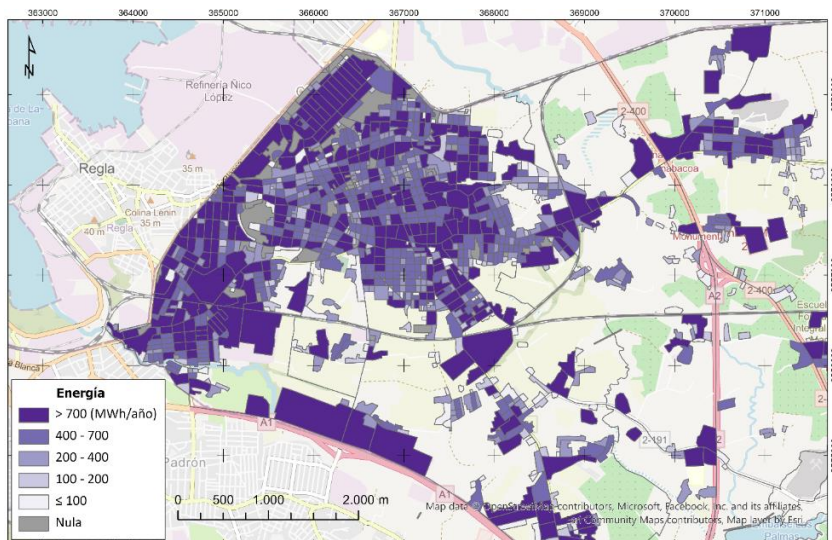 363000 364000 365000 366000 367000 368000 369000 370000 371000
Refinería Ñico
López
2-400
Regla
35 m
Colina Lenin
35 m
40 m
Regla
A2
2-400
Escuel
Integral
A1
2-191
Padrón
A1
Palmas
Energía
> 700 (MWh/año)
400 - 700
200 - 400
100 - 200
≤ 100
Nula
0 500 1.000 2.000 m
Map data © OpenStreetMap contributors, Microsoft, Facebook, Inc. and its affiliates,
Community Maps contributors, Map layer by Esri